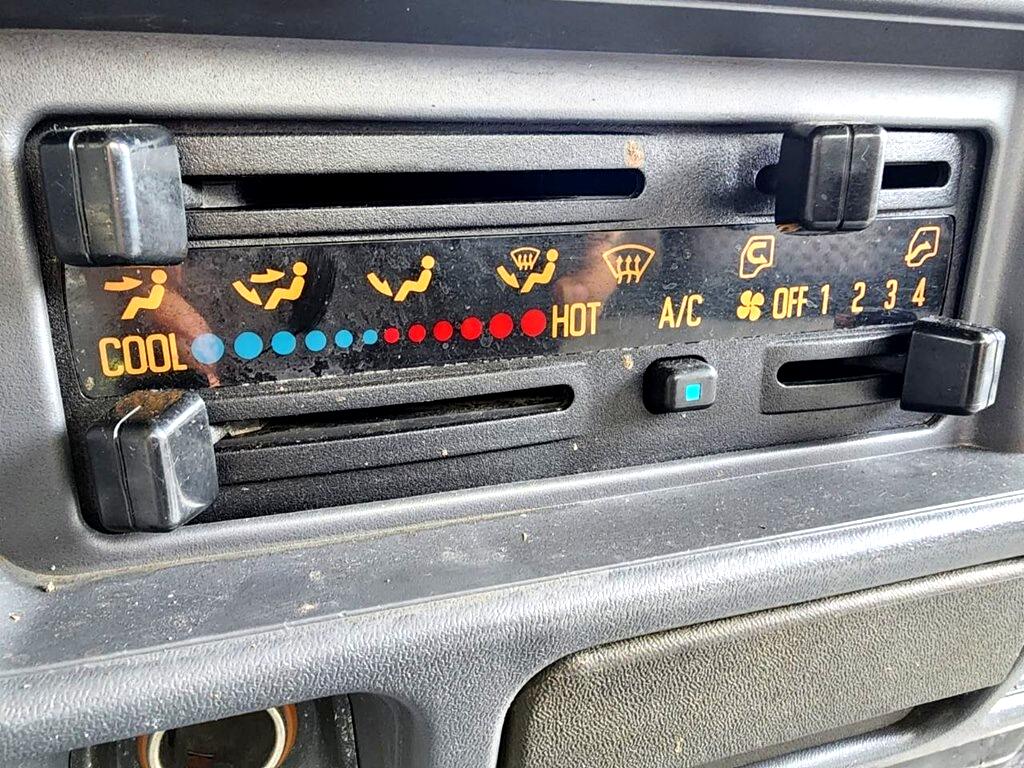 COOL HOT A/C OFF 1 2 3 4